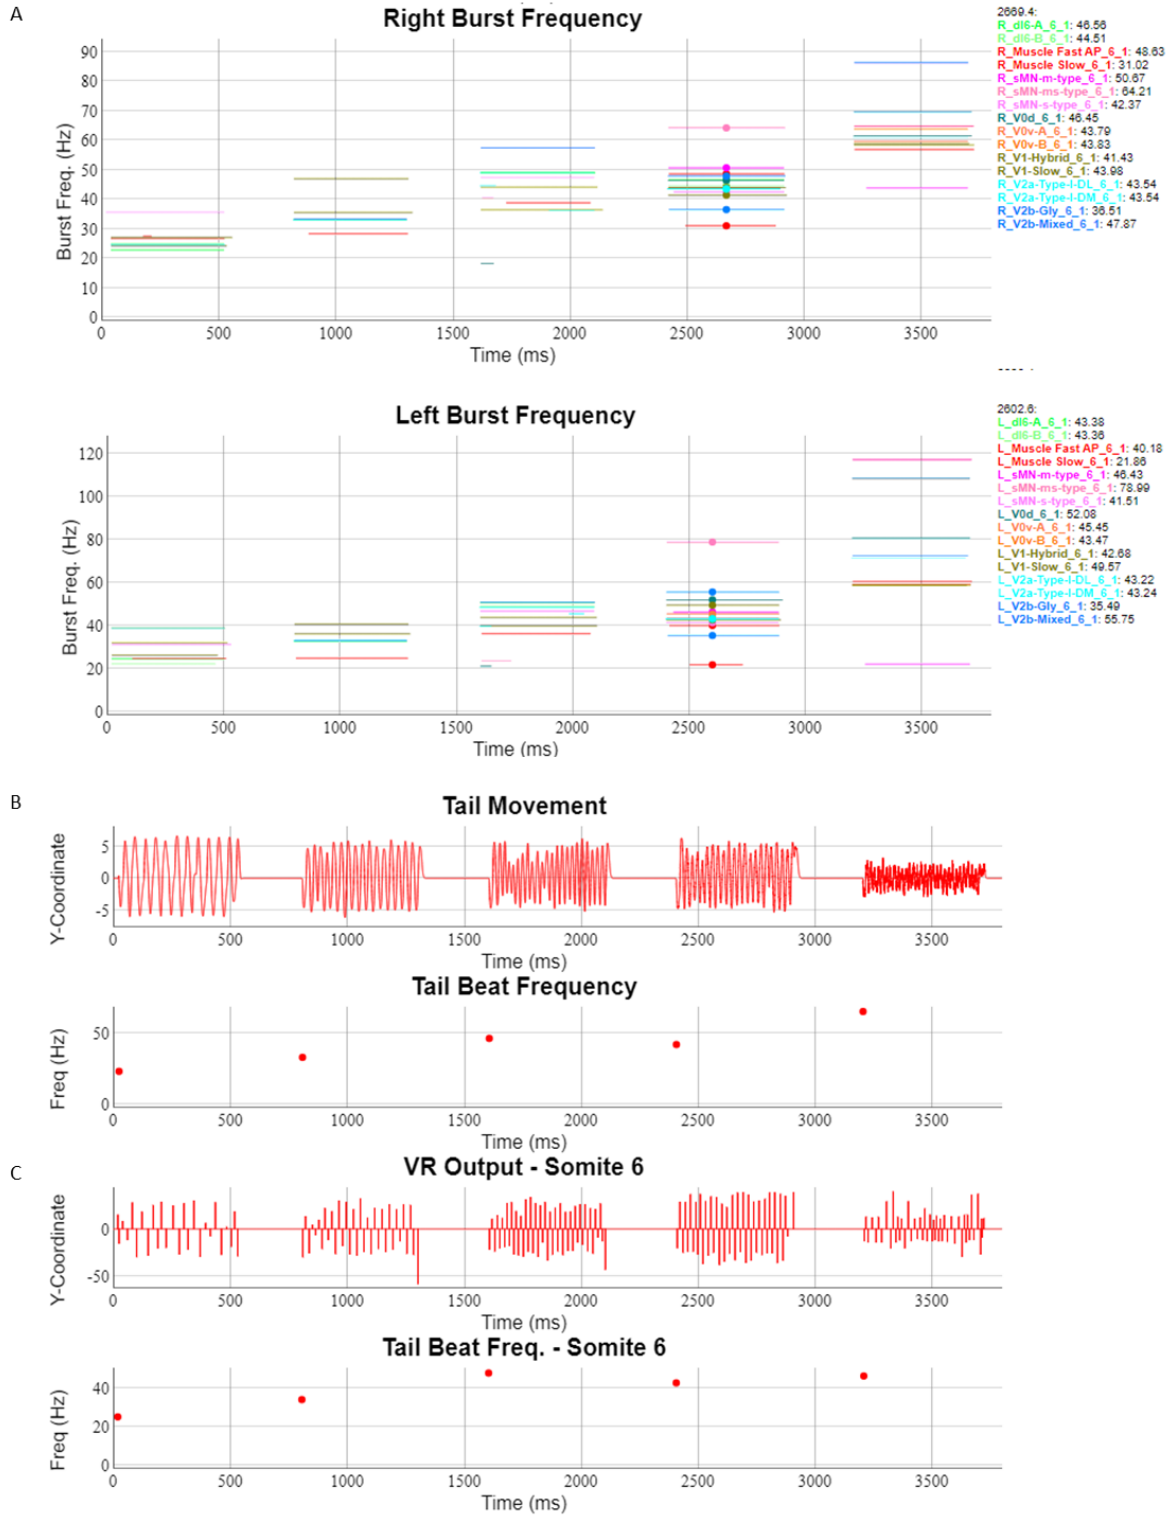 A
Right Burst Frequency
2669.4:
R_dI6-A_6_1: 46.56
R_dI6-B_6_1: 44.51
R_Muscle Fast AP_6_1: 48.63
R_Muscle Slow_6_1: 31.02
R_sMN-m-type_6_1: 50.67
R_sMN-ms-type_6_1: 64.21
R_sMN-s-type_6_1: 42.37
R_V0d_6_1: 46.45
R_V0v-A_6_1: 43.79
R_V0v-B_6_1: 43.83
R_V1-Hybrid_6_1: 41.43
R_V1-Slow_6_1: 43.98
R_V2a-Type-I-DL_6_1: 43.54
R_V2a-Type-I-DM_6_1: 43.54
R_V2b-Gly_6_1: 36.51
R_V2b-Mixed_6_1: 47.87
Burst Freq. (Hz)
90
80
70
60
50
40
30
20
10
0
0 500 1000 1500 2000 2500 3000 3500
Time (ms)
Left Burst Frequency
2602.6:
L_dI6-A_6_1: 43.38
L_dI6-B_6_1: 43.36
L_Muscle Fast AP_6_1: 40.18
L_Muscle Slow_6_1: 21.86
L_sMN-m-type_6_1: 46.43
L_sMN-ms-type_6_1: 78.99
L_sMN-s-type_6_1: 41.51
L_V0d_6_1: 52.08
L_V0v-A_6_1: 45.45
L_V0v-B_6_1: 43.47
L_V1-Hybrid_6_1: 42.68
L_V1-Slow_6_1: 49.57
L_V2a-Type-I-DL_6_1: 43.22
L_V2a-Type-I-DM_6_1: 43.24
L_V2b-Gly_6_1: 35.49
L_V2b-Mixed_6_1: 55.75
Burst Freq. (Hz)
120
100
80
60
40
20
0
0 500 1000 1500 2000 2500 3000 3500
Time (ms)
B
Tail Movement
Y-Coordinate
5
0
-5
0 500 1000 1500 2000 2500 3000 3500
Time (ms)
Tail Beat Frequency
Freq (Hz)
50
0
0 500 1000 1500 2000 2500 3000 3500
Time (ms)
C
VR Output - Somite 6
Y-Coordinate
0
-50
0 500 1000 1500 2000 2500 3000 3500
Time (ms)
Tail Beat Freq. - Somite 6
Freq (Hz)
40
20
0
0 500 1000 1500 2000 2500 3000 3500
Time (ms)